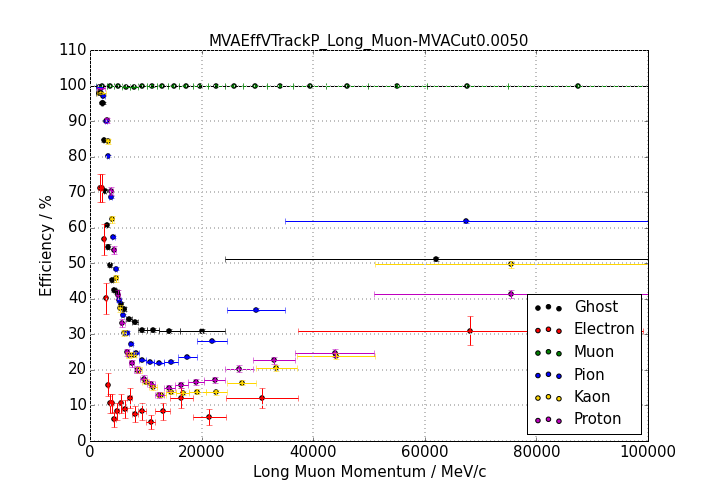 MVAEffVTrackP_Long_Muon-MVACut0.0050
110
100
90
80
70
60
50
40
30
20
10
0
Efficiency / %
0 20000 40000 60000 80000 100000
Long Muon Momentum / MeV/c
Ghost
Electron
Muon
Pion
Kaon
Proton